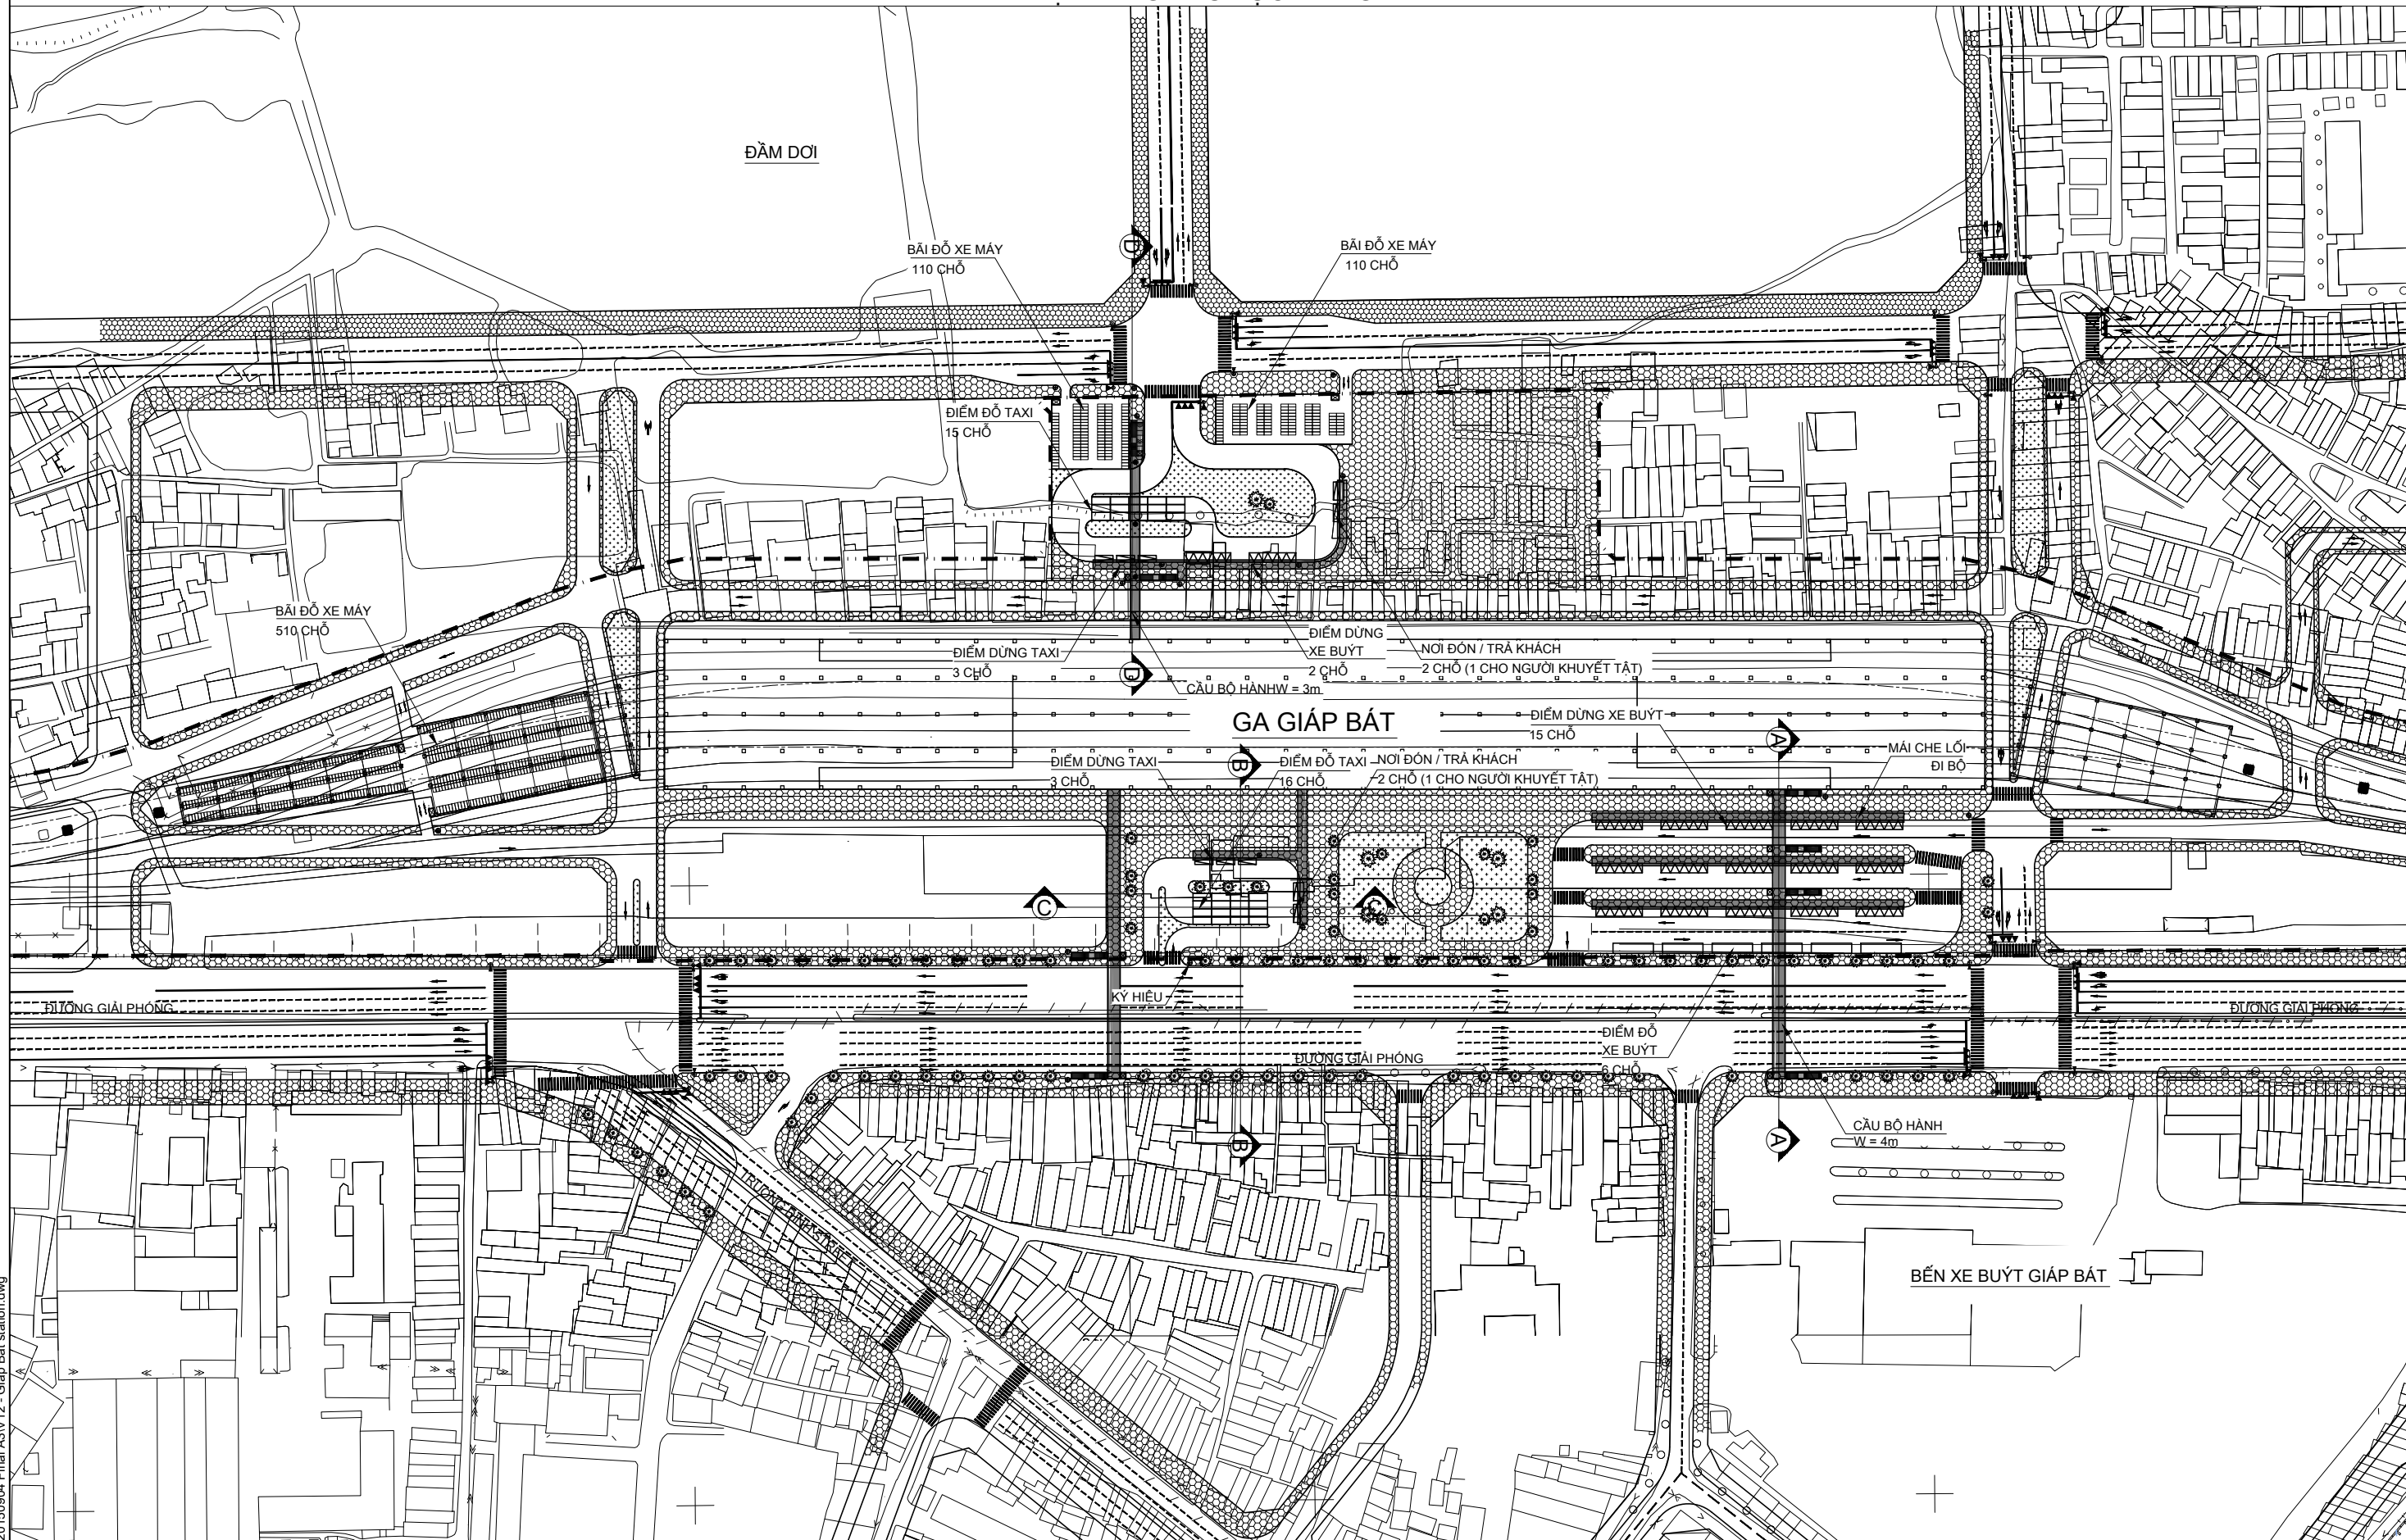 ĐẦM DƠI
BÃI ĐỖ XE MÁY
110 CHỖ
D
BÃI ĐỖ XE MÁY
110 CHỖ
ĐIỂM ĐỖ TAXI
15 CHỖ
BÃI ĐỖ XE MÁY
510 CHỖ
ĐIỂM DỪNG TAXI
3 CHỖ
D
CẦU BỘ HÀNHW = 3m
ĐIỂM DỪNG
XE BUÝT
2 CHỖ
NƠI ĐÓN / TRẢ KHÁCH
2 CHỖ (1 CHO NGƯỜI KHUYẾT TẬT)
GA GIÁP BÁT
ĐIỂM DỪNG XE BUÝT
15 CHỖ
A
MÁI CHE LỐI
ĐI BỘ
ĐIỂM DỪNG TAXI
3 CHỖ
B
ĐIỂM ĐỖ TAXI
16 CHỖ
NƠI ĐÓN / TRẢ KHÁCH
2 CHỖ (1 CHO NGƯỜI KHUYẾT TẬT)
C
C
KÝ HIỆU
ĐƯỜNG GIẢI PHÓNG
ĐƯỜNG GIẢI PHÓNG
ĐIỂM ĐỖ
XE BUÝT
6 CHỖ
ĐƯỜNG GIẢI PHÓNG
B
A
CẦU BỘ HÀNH
W = 4m
BẾN XE BUÝT GIÁP BÁT